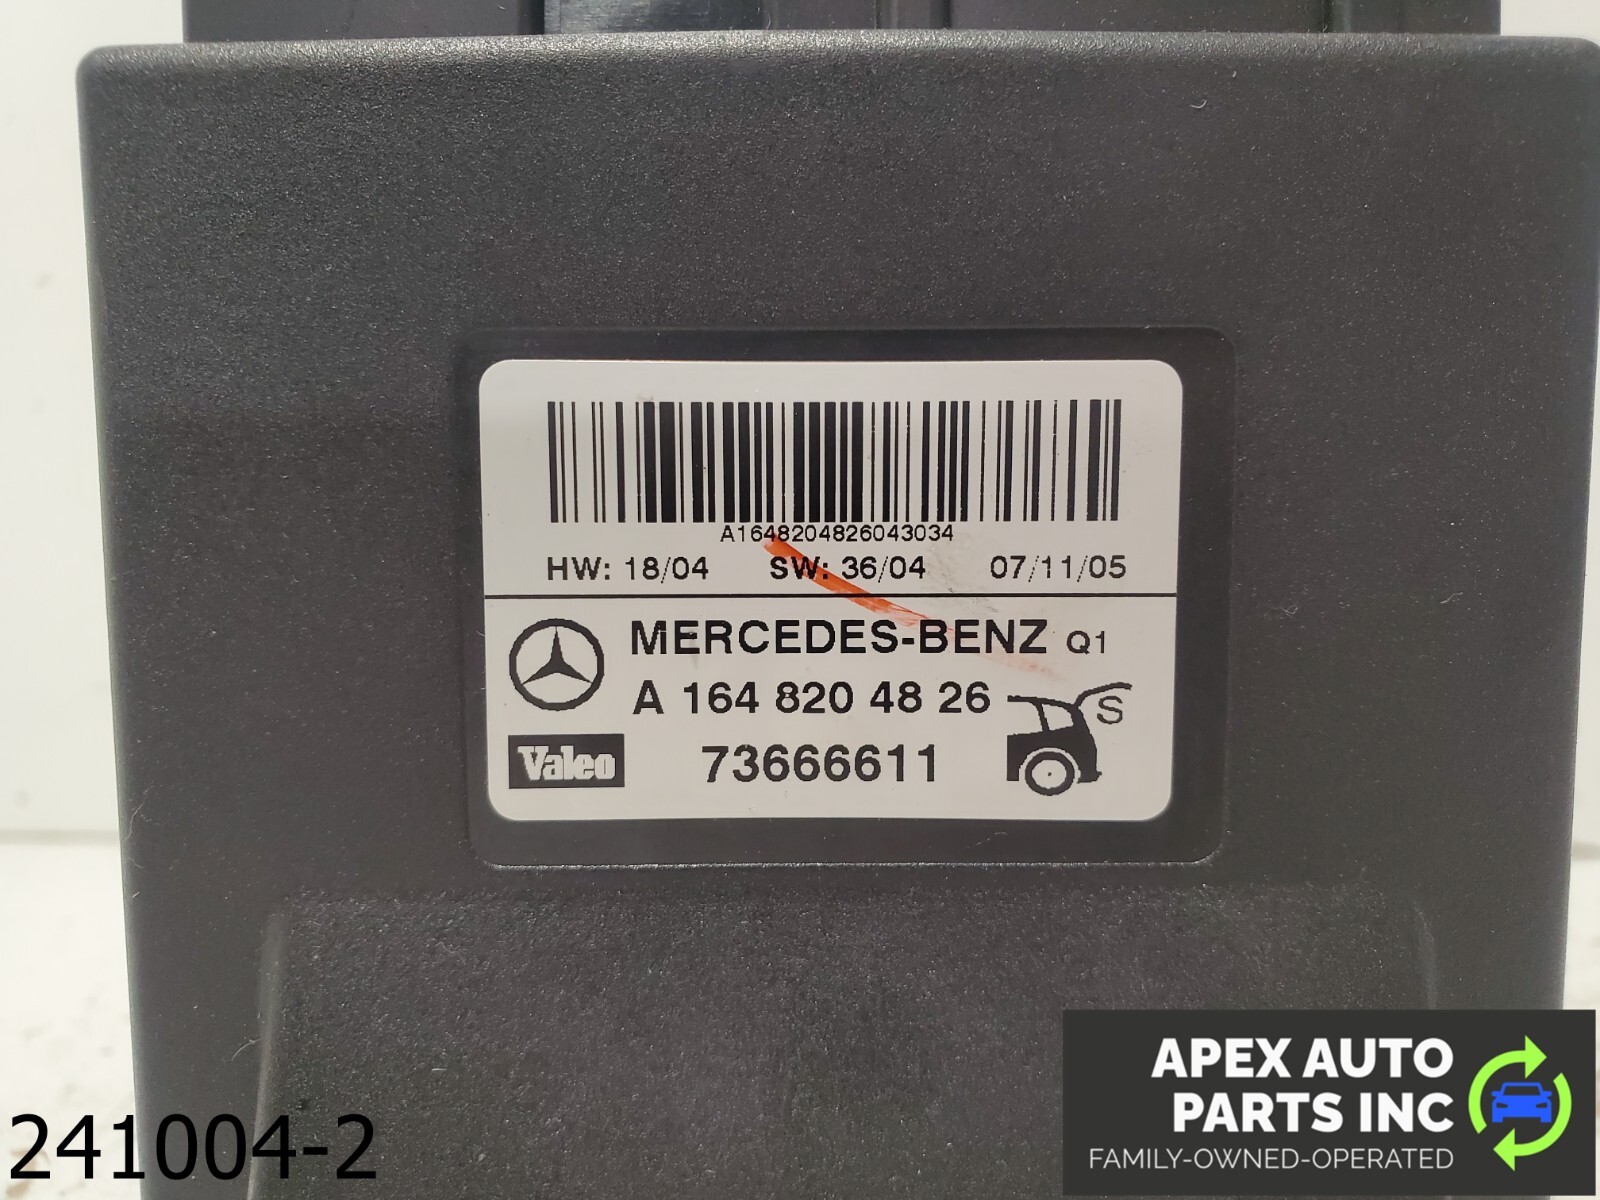 A1648204826043034
HW: 18/04 SW: 36/04 07/11/05
MERCEDES-BENZ Q1
A 164 820 48 26
S
Valeo 73666611
241004-2
APEX AUTO
PARTS INC
FAMILY-OWNED-OPERATED